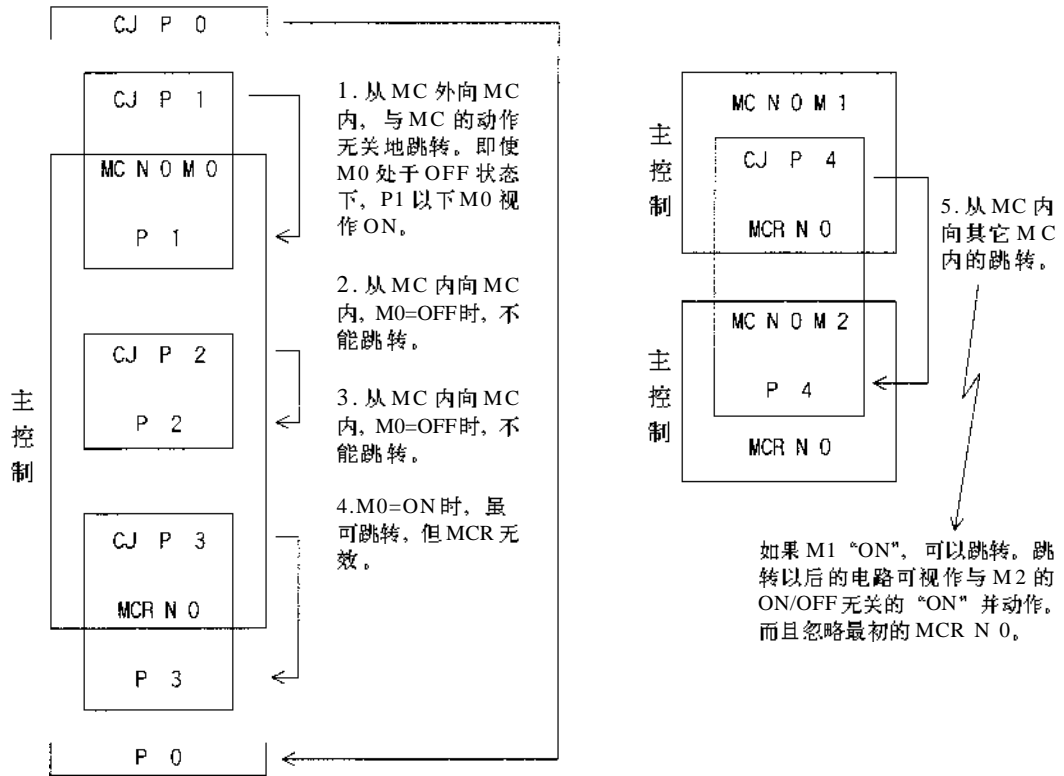 CJ P 0
CJ P 1
MC N 0 M 0
P 1
CJ P 2
P 2
CJ P 3
MCR N 0
P 3
P 0
主
控
制
1. 从 MC 外向 MC
内，与 MC 的动作
无关地跳转。即使
M0 处于 OFF 状态
下，P1 以下 M0 视
作 ON。
2. 从 MC 内向 MC
内，M0=OFF时，不
能跳转。
3. 从 MC 内向 MC
内，M0=OFF时，不
能跳转。
4.M0=ON 时，虽
可跳转，但 MCR 无
效。
主
控
制
MC N 0 M 1
CJ P 4
MCR N 0
主
控
制
MC N 0 M 2
P 4
MCR N 0
5. 从 MC 内
向其它 M C
内的跳转。
如果 M1 “ON”，可以跳转。跳
转以后的电路可视作与 M2 的
ON/OFF 无关的 “ON” 并动作。
而且忽略最初的 MCR N 0。